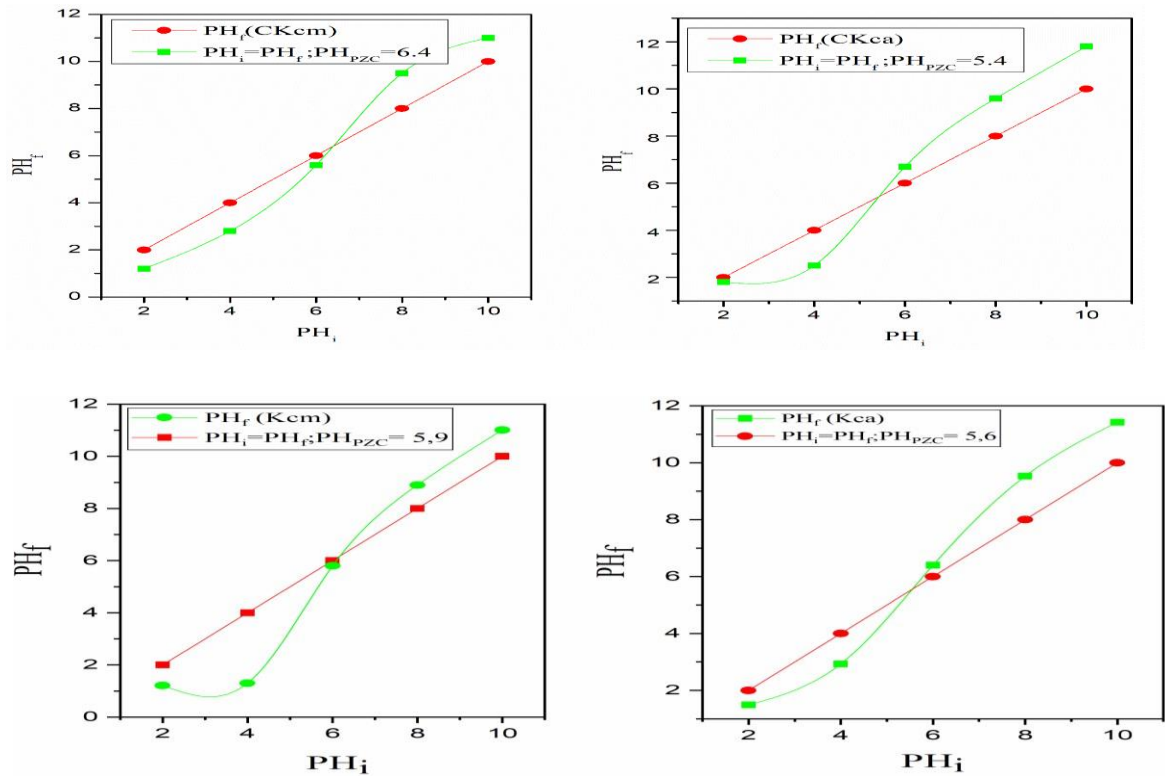 PHf(CKcm)
PHi=PHf;PHPZC=6.4
12
10
8
6
4
2
0
PHf
2 4 6 8 10
PHi
PHf(CKca)
PHi=PHf;PHPZC=5.4
12
10
8
6
4
2
PHf
2 4 6 8 10
PHi
PHf(Kcm)
PHi=PHf;PHPZC= 5,9
12
10
8
6
4
2
0
PHf
2 4 6 8 10
PHi
PHf (Kca)
PHi=PHf;PHPZC= 5,6
12
10
8
6
4
2
PHf
2 4 6 8 10
PHi